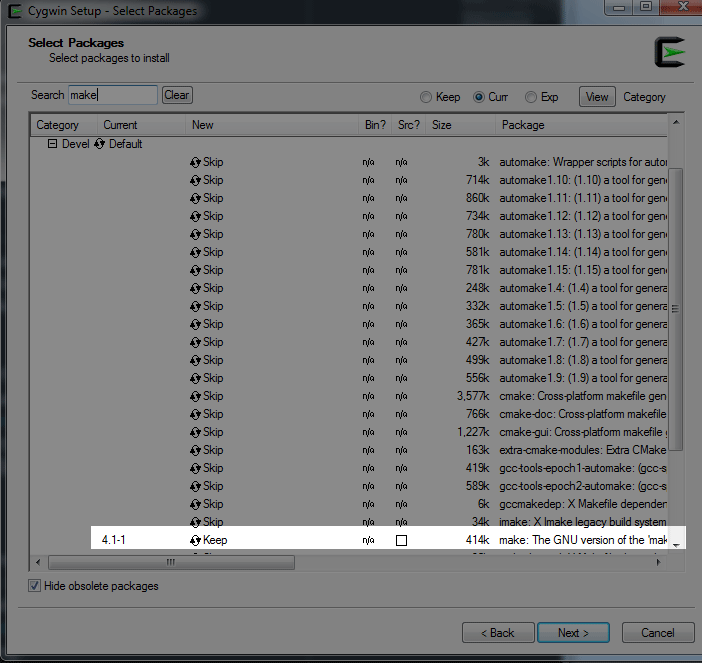 Cygwin Setup - Select Packages
Select Packages
Select packages to install
Search make Clear Keep Curr Exp View Category
Category Current New Bin? Src? Size Package
Devel Default
Skip n/a n/a 3k automake: Wrapper scripts for autor
Skip n/a n/a 714k automake1.10: (1.10) a tool for gene
Skip n/a n/a 860k automake1.11: (1.11) a tool for gene
Skip n/a n/a 734k automake1.12: (1.12) a tool for gene
Skip n/a n/a 780k automake1.13: (1.13) a tool for gene
Skip n/a n/a 581k automake1.14: (1.14) a tool for gene
Skip n/a n/a 781k automake1.15: (1.15) a tool for gene
Skip n/a n/a 248k automake1.4: (1.4) a tool for genera
Skip n/a n/a 332k automake1.5: (1.5) a tool for genera
Skip n/a n/a 365k automake1.6: (1.6) a tool for genera
Skip n/a n/a 427k automake1.7: (1.7) a tool for genera
Skip n/a n/a 499k automake1.8: (1.8) a tool for genera
Skip n/a n/a 556k automake1.9: (1.9) a tool for genera
Skip n/a n/a 3,577k cmake: Cross-platform makefile gen
Skip n/a n/a 766k cmake-doc: Cross-platform makefile
Skip n/a n/a 1,227k cmake-gui: Cross-platform makefile g
Skip n/a n/a 163k extra-cmake-modules: Extra CMake
Skip n/a n/a 419k gcc-tools-epoch1-automake: (gcc-s
Skip n/a n/a 589k gcc-tools-epoch2-automake: (gcc-s
Skip n/a n/a 6k gccmakedep: X Makefile dependen
Skip n/a n/a 34k imake: X Imake legacy build system
4.1-1 Keep n/a 414k make: The GNU version of the 'mak
Hide obsolete packages
< Back Next > Cancel